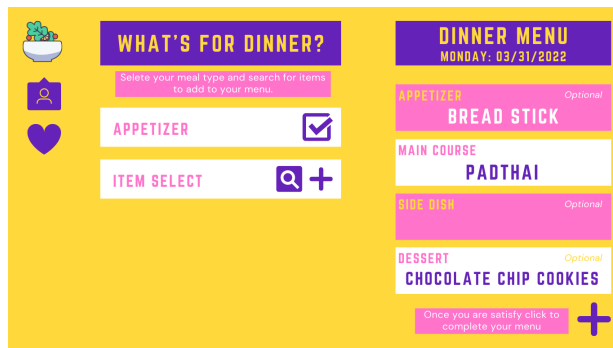 WHAT'S FOR DINNER?
Selete your meal type and search for items
to add to your menu.
APPETIZER
ITEM SELECT
DINNER MENU
MONDAY: 03/31/2022
APPETIZER Optional
BREAD STICK
MAIN COURSE
PADTHAI
SIDE DISH Optional
DESSERT Optional
CHOCOLATE CHIP COOKIES
Once you are satisfy click to
complete your menu